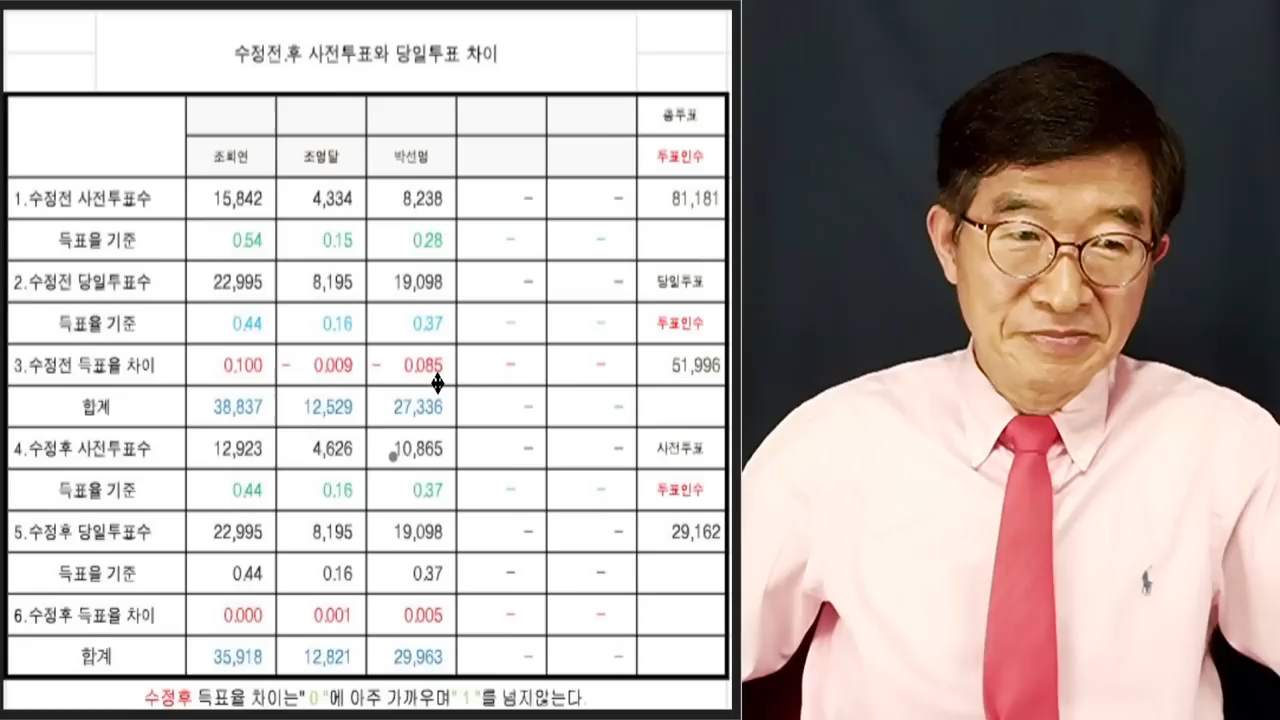 수정전.후 사전투표와 당일투표 차이
총투표
조희연 조영달 박선영 투표인수
1.수정전 사전투표수 15,842 4,334 8,238 – – 81,181
득표율 기준 0.54 0.15 0.28 – –
2.수정전 당일투표수 22,995 8,195 19,098 – – 당일투표
득표율 기준 0.44 0.16 0.37 – – 투표인수
3.수정전 득표율 차이 0.100 – 0.009 – 0.085 – – 51,996
합계 38,837 12,529 27,336 – –
4.수정후 사전투표수 12,923 4,626 10,865 – – 사전투표
득표율 기준 0.44 0.16 0.37 – – 투표인수
5.수정후 당일투표수 22,995 8,195 19,098 – – 29,162
득표율 기준 0.44 0.16 0.37 – –
6.수정후 득표율 차이 0.000 0.001 0.005 – –
합계 35,918 12,821 29,963 – –
수정후 득표율 차이는"0"에 아주 가까우며"1"를 넘지않는다.